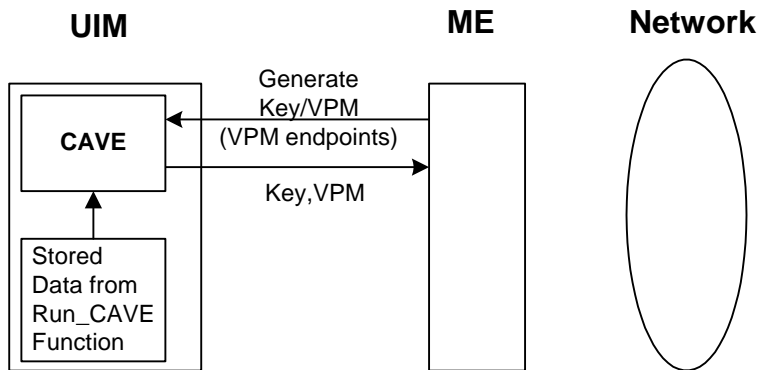 UIM
ME
Network
Generate
Key/VPM
(VPM endpoints)
CAVE
Key,VPM
Stored
Data from
Run_CAVE
Function